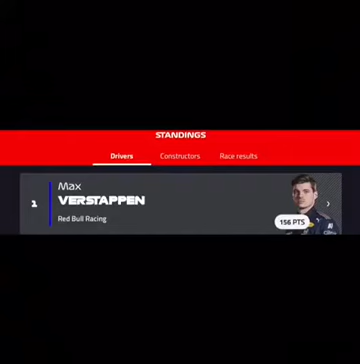 STANDINGS
Drivers Constructors Race results
1
Max
VERSTAPPEN
Red Bull Racing
156 PTS